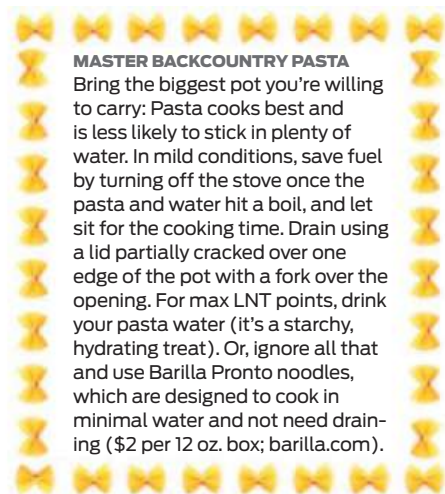 MASTER BACKCOUNTRY PASTA
Bring the biggest pot you're willing
to carry: Pasta cooks best and
is less likely to stick in plenty of
water. In mild conditions, save fuel
by turning off the stove once the
pasta and water hit a boil, and let
sit for the cooking time. Drain using
a lid partially cracked over one
edge of the pot with a fork over the
opening. For max LNT points, drink
your pasta water (it's a starchy,
hydrating treat). Or, ignore all that
and use Barilla Pronto noodles,
which are designed to cook in
minimal water and not need drain-
ing ($2 per 12 oz. box; barilla.com).